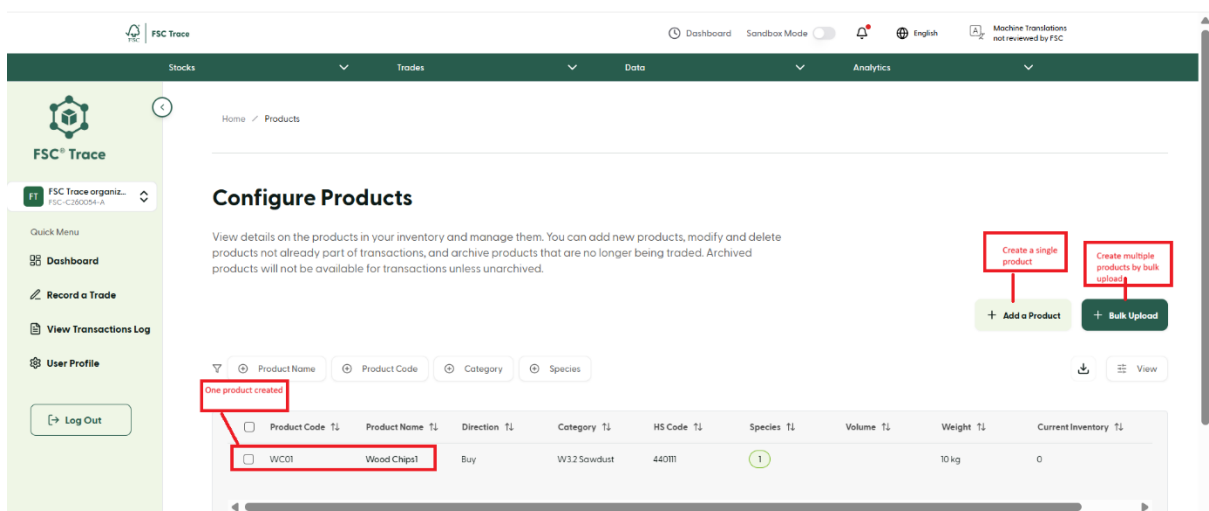 FSC
FSC Trace
Dashboard
Sandbox Mode
English
Machine Translations
not reviewed by FSC
Stocks
Trades
Data
Analytics
FSC® Trace
FT
FSC Trace organiz...
FSC-C260054-A
Quick Menu
Dashboard
Record a Trade
View Transactions Log
User Profile
Log Out
Home / Products
Configure Products
View details on the products in your inventory and manage them. You can add new products, modify and delete
products not already part of transactions, and archive products that are no longer being traded. Archived
products will not be available for transactions unless unarchived.
Create a single
product
Create multiple
products by bulk
upload
+ Add a Product
+ Bulk Upload
Product Name
Product Code
Category
Species
View
One product created
Product Code Product Name Direction Category HS Code Species Volume Weight Current Inventory
WC01 Wood Chips1 Buy W3.2 Sawdust 440111 1 10 kg 0